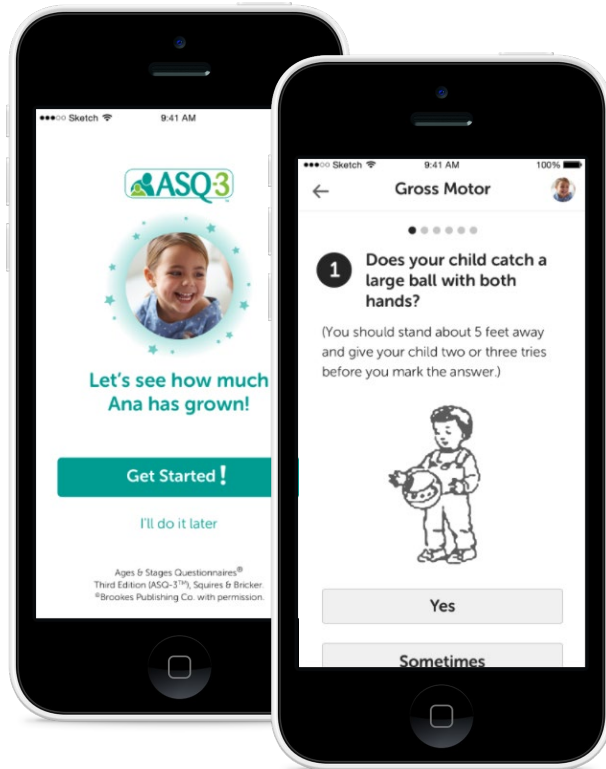 Sketch 9:41 AM
ASQ-3™
Let's see how much
Ana has grown!
Get Started!
I'll do it later
Ages & Stages Questionnaires®
Third Edition (ASQ-3™), Squires & Bricker.
©Brookes Publishing Co. with permission.
Sketch 9:41 AM 100%
← Gross Motor
1 Does your child catch a
large ball with both
hands?
(You should stand about 5 feet away
and give your child two or three tries
before you mark the answer.)
Yes
Sometimes